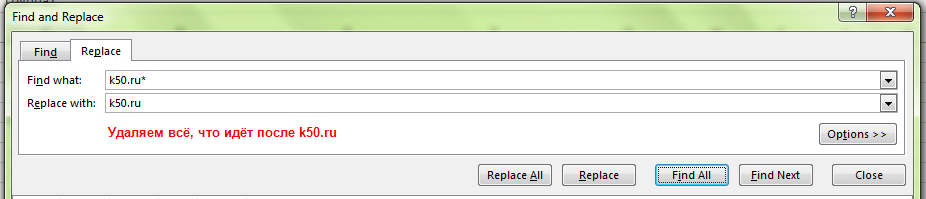 Find and Replace
Find Replace
Find what: k50.ru*
Replace with: k50.ru
Удаляем всё, что идёт после k50.ru
Options >>
Replace All Replace Find All Find Next Close